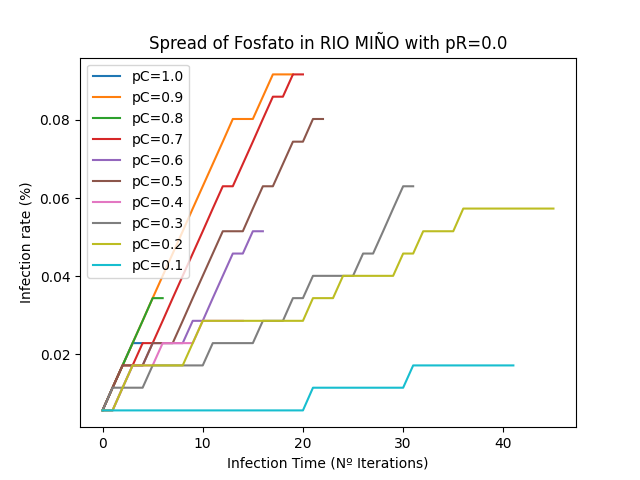 Spread of Fosfato in RIO MIÑO with pR=0.0
Infection rate (%)
0.08
0.06
0.04
0.02
pC=1.0
pC=0.9
pC=0.8
pC=0.7
pC=0.6
pC=0.5
pC=0.4
pC=0.3
pC=0.2
pC=0.1
0 10 20 30 40
Infection Time (Nº Iterations)